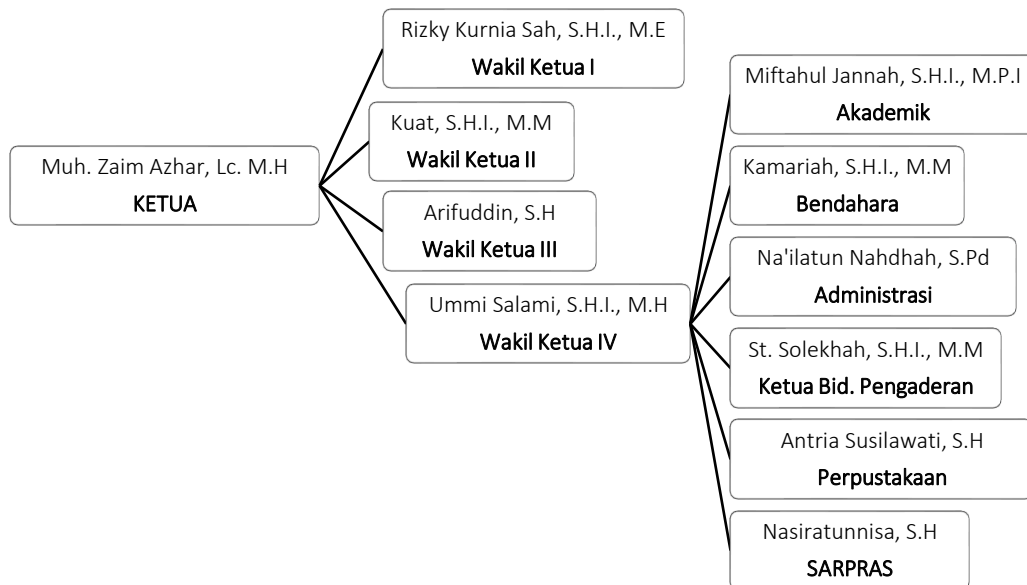 Muh. Zaim Azhar, Lc. M.H
KETUA
Rizky Kurnia Sah, S.H.I., M.E
Wakil Ketua I
Kuat, S.H.I., M.M
Wakil Ketua II
Arifuddin, S.H
Wakil Ketua III
Ummi Salami, S.H.I., M.H
Wakil Ketua IV
Miftahul Jannah, S.H.I., M.P.I
Akademik
Kamariah, S.H.I., M.M
Bendahara
Na'ilatun Nahdhah, S.Pd
Administrasi
St. Solekhah, S.H.I., M.M
Ketua Bid. Pengaderan
Antria Susilawati, S.H
Perpustakaan
Nasiratunnisa, S.H
SARPRAS